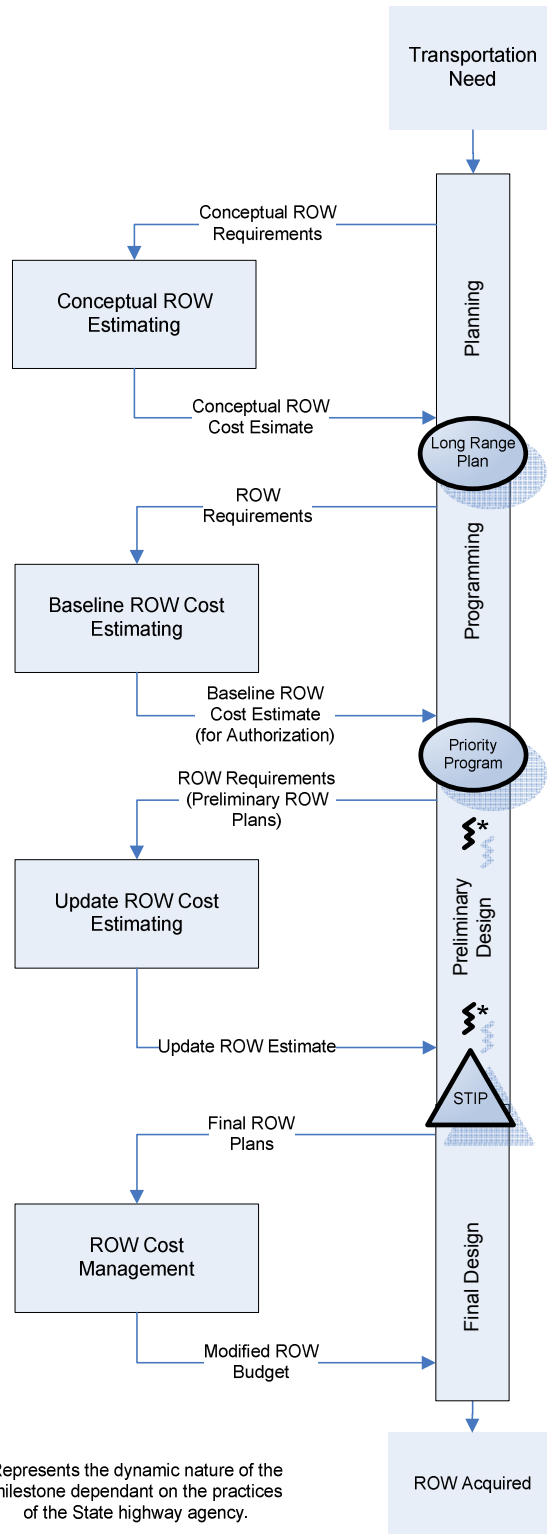 Transportation
Need
Conceptual ROW
Requirements
Planning
Conceptual ROW
Estimating
Conceptual ROW
Cost Esimate
Long Range
Plan
ROW
Requirements
Programming
Baseline ROW Cost
Estimating
Baseline ROW
Cost Estimate
(for Authorization)
Priority
Program
ROW Requirements
(Preliminary ROW
Plans)
*
Update ROW Cost
Estimating
Preliminary
Design
*
Update ROW Estimate
STIP
Final ROW
Plans
ROW Cost
Management
Final Design
Modified ROW
Budget
Represents the dynamic nature of the
milestone dependant on the practices
of the State highway agency.
ROW Acquired